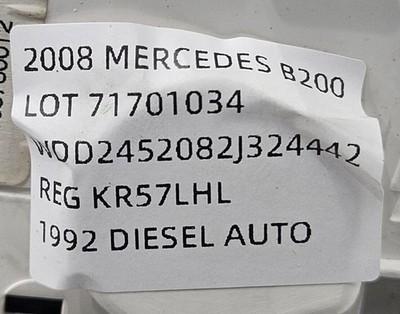 2008 MERCEDES B200
LOT 71701034
WDD2452082J324442
REG KR57LHL
1992 DIESEL AUTO